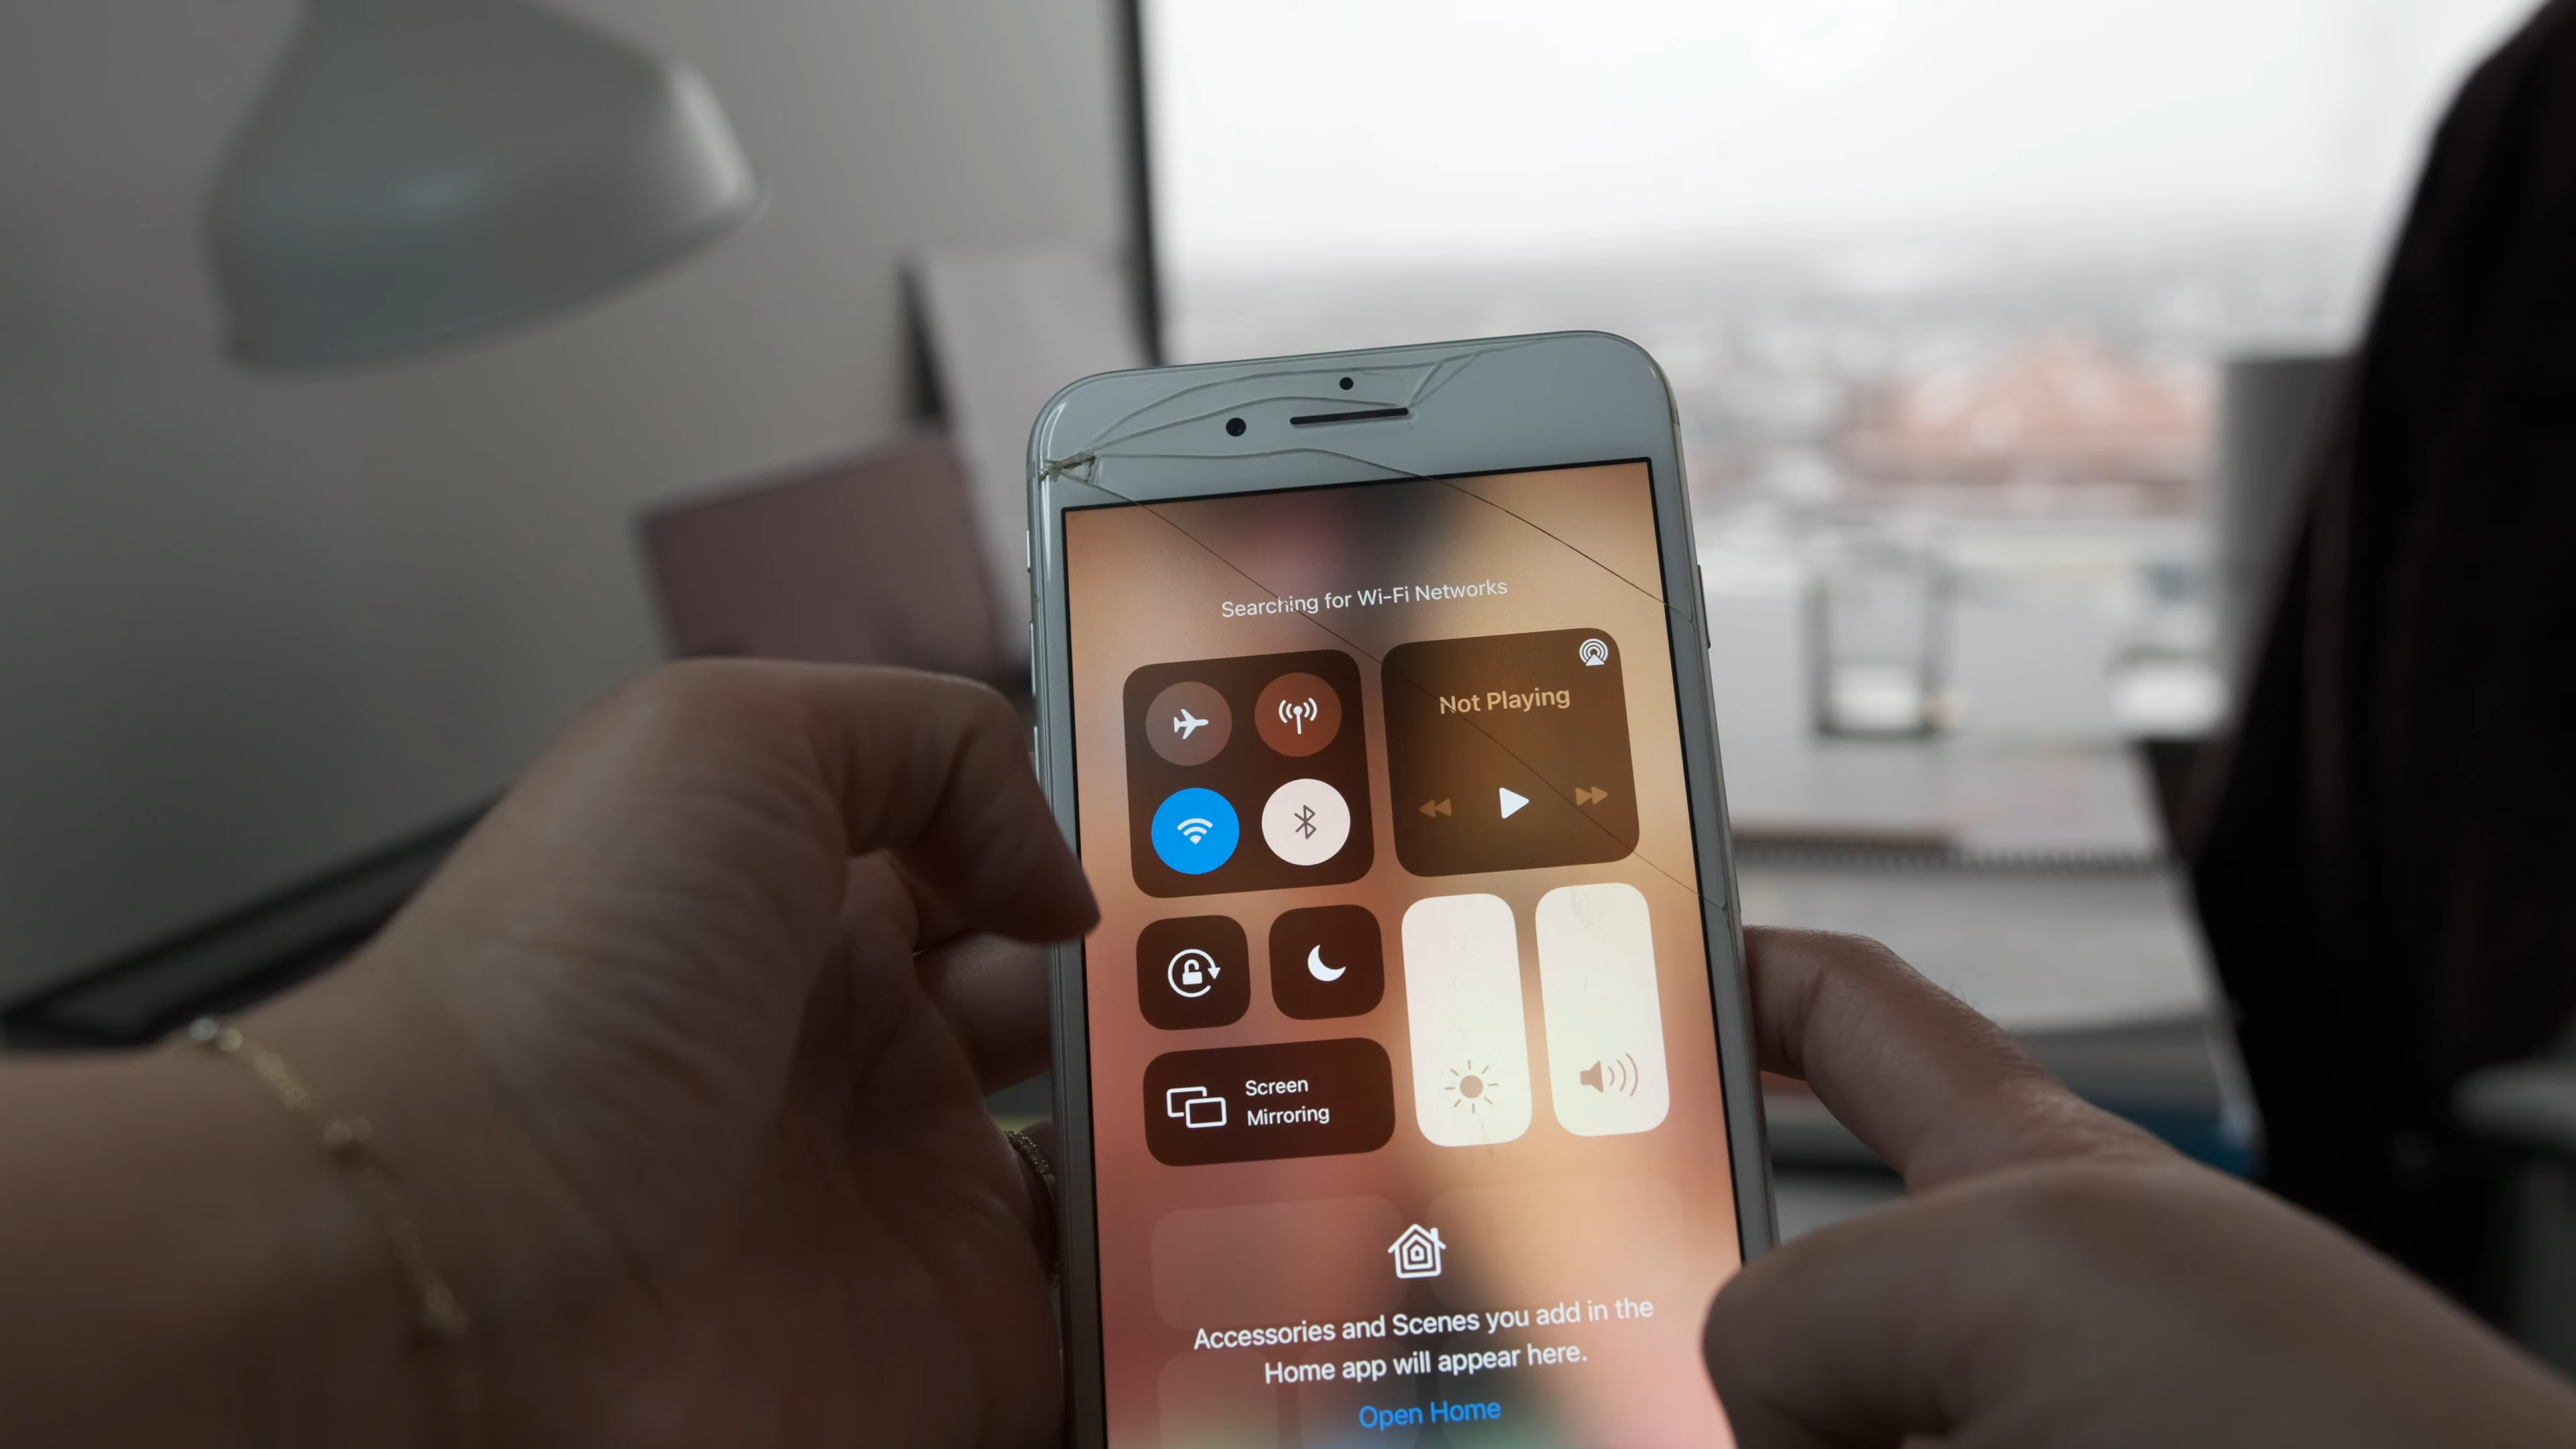 Searching for Wi-Fi Networks
Not Playing
Screen
Mirroring
Accessories and Scenes you add in the
Home app will appear here.
Open Home